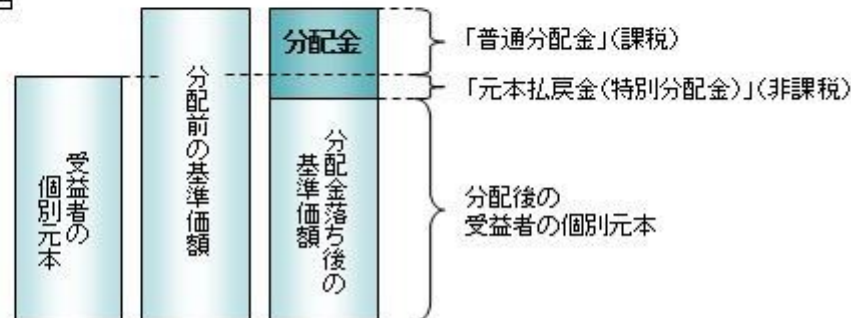 分配金
「普通分配金」(課税)
「元本払戻金(特別分配金)」(非課税)
受益者の
個別元本
分配前の基準価額
分配金落ち後の
基準価額
分配後の
受益者の個別元本